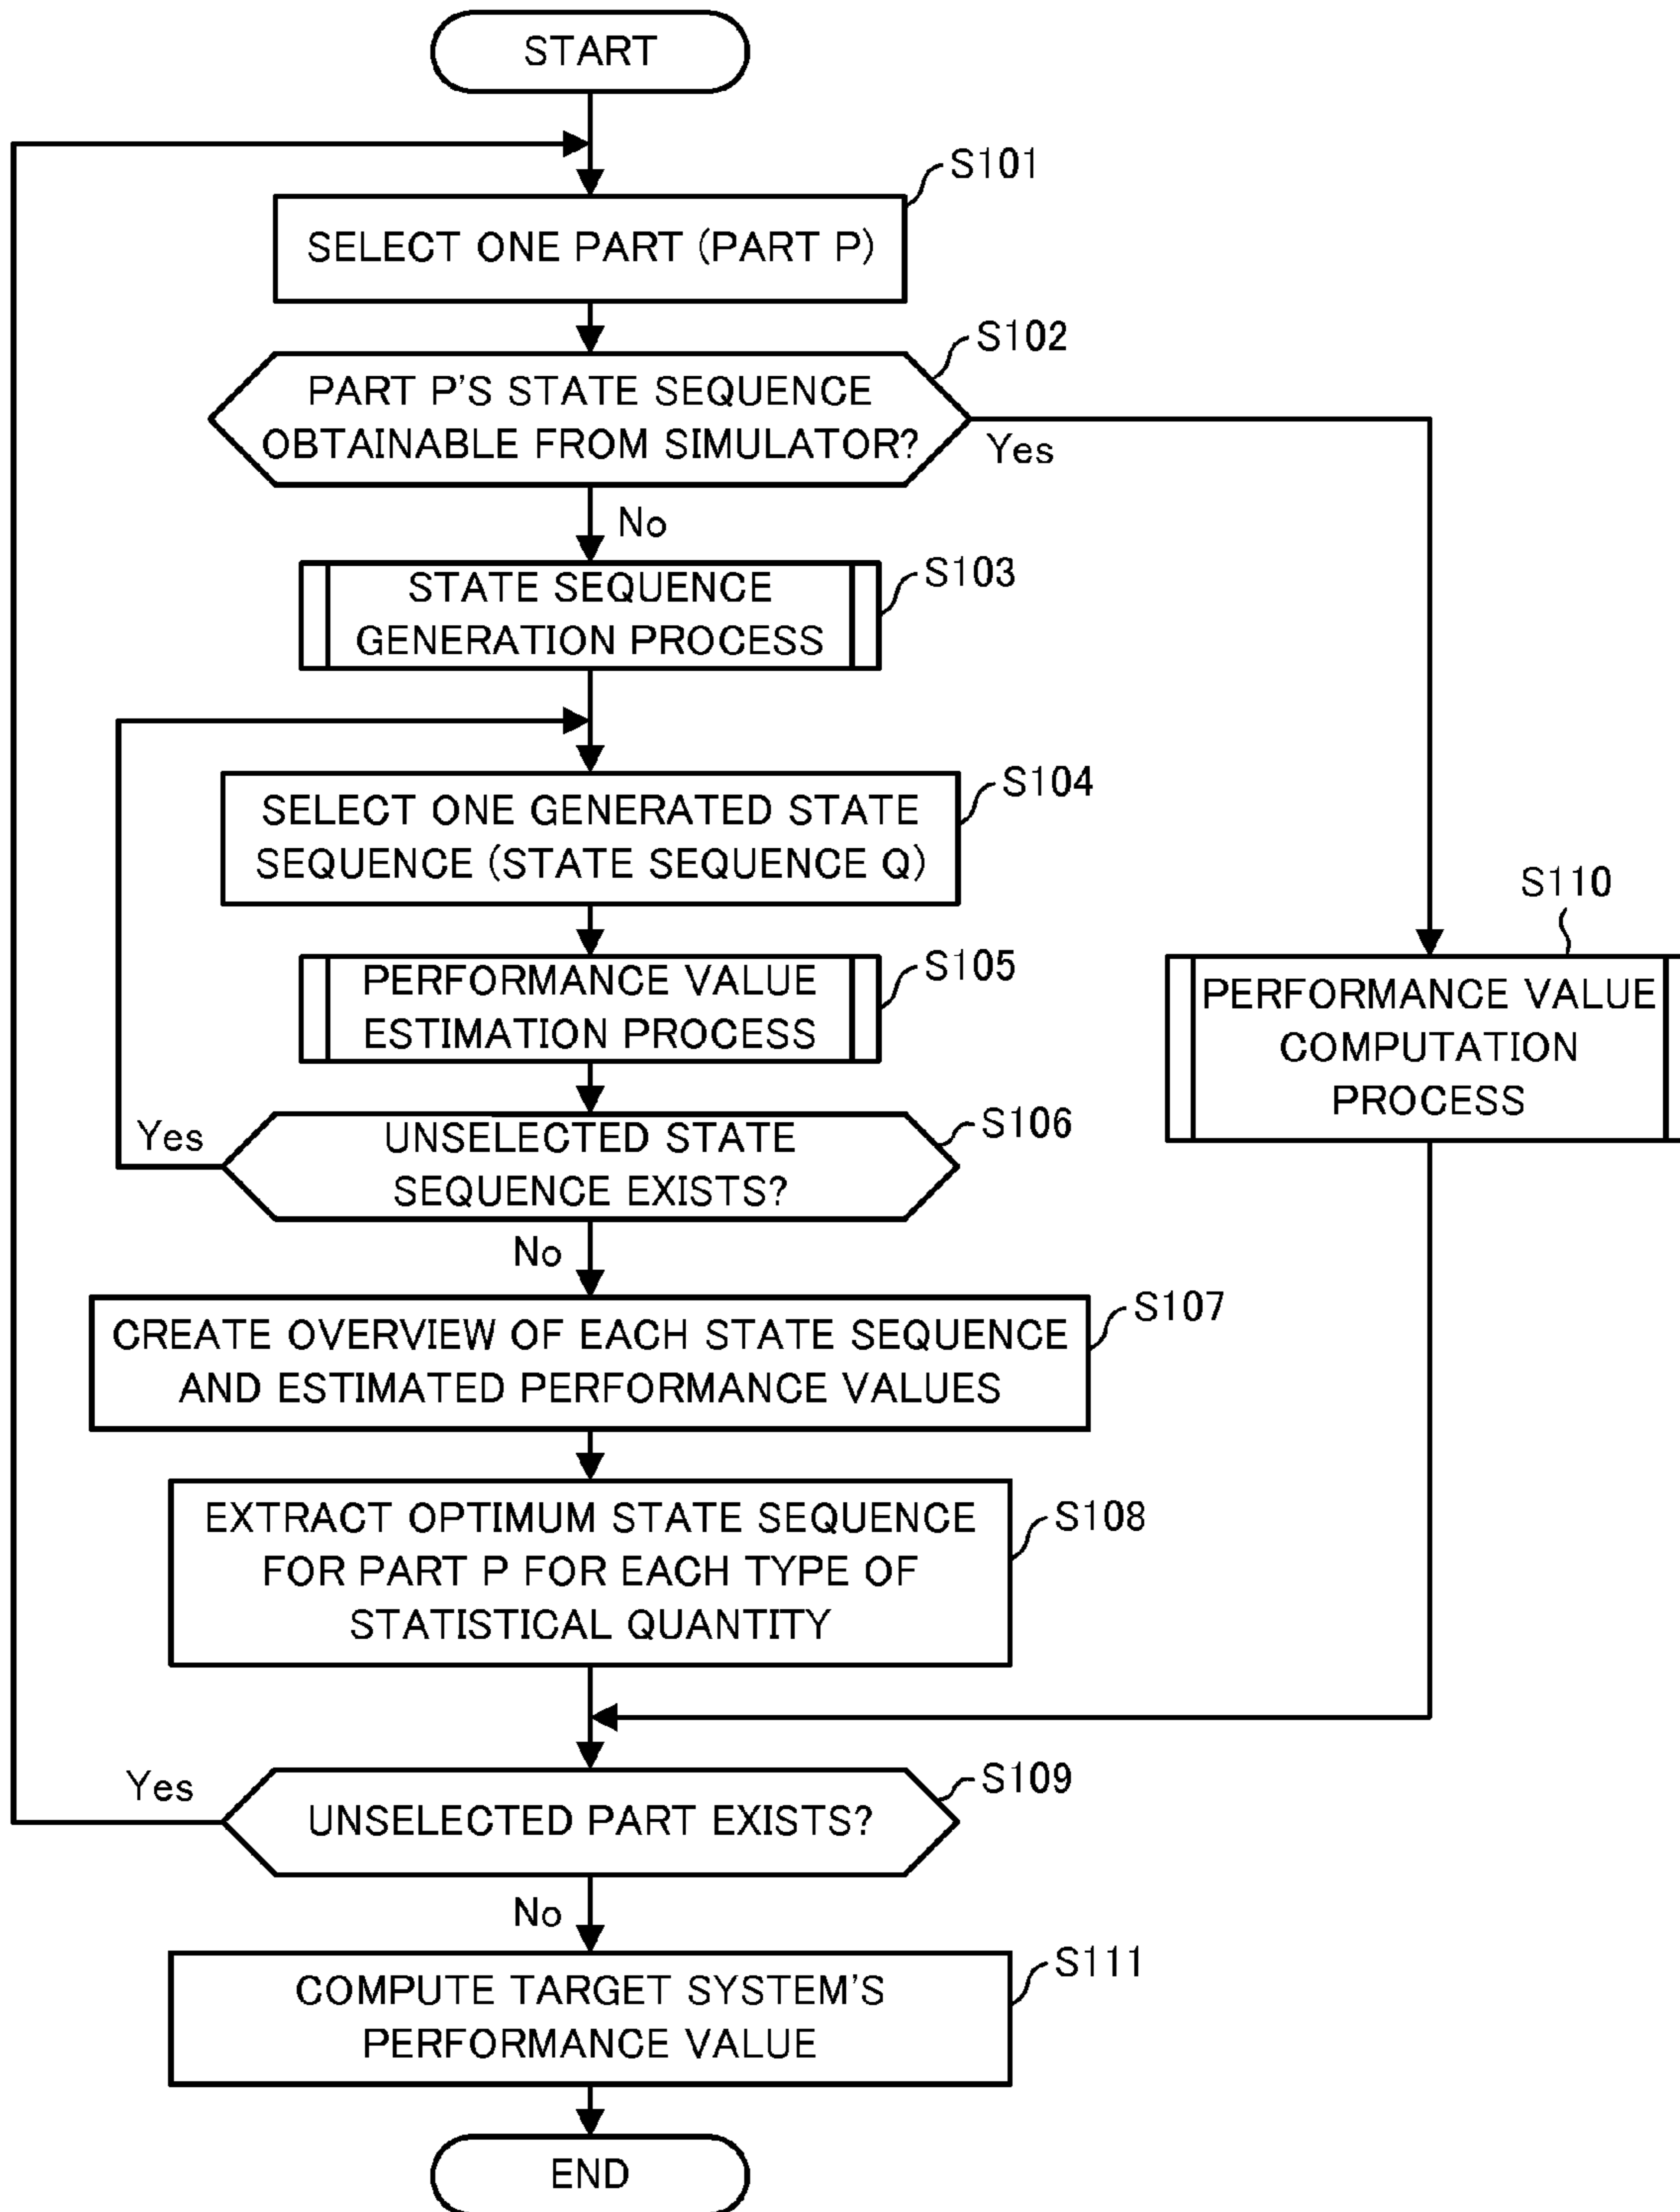 START
S101
SELECT ONE PART (PART P)
S102
PART P'S STATE SEQUENCE
OBTAINABLE FROM SIMULATOR?
Yes
No
S103
STATE SEQUENCE
GENERATION PROCESS
S104
SELECT ONE GENERATED STATE
SEQUENCE (STATE SEQUENCE Q)
S105
PERFORMANCE VALUE
ESTIMATION PROCESS
S110
PERFORMANCE VALUE
COMPUTATION
PROCESS
S106
Yes
UNSELECTED STATE
SEQUENCE EXISTS?
No
S107
CREATE OVERVIEW OF EACH STATE SEQUENCE
AND ESTIMATED PERFORMANCE VALUES
S108
EXTRACT OPTIMUM STATE SEQUENCE
FOR PART P FOR EACH TYPE OF
STATISTICAL QUANTITY
S109
Yes
UNSELECTED PART EXISTS?
No
S111
COMPUTE TARGET SYSTEM'S
PERFORMANCE VALUE
END